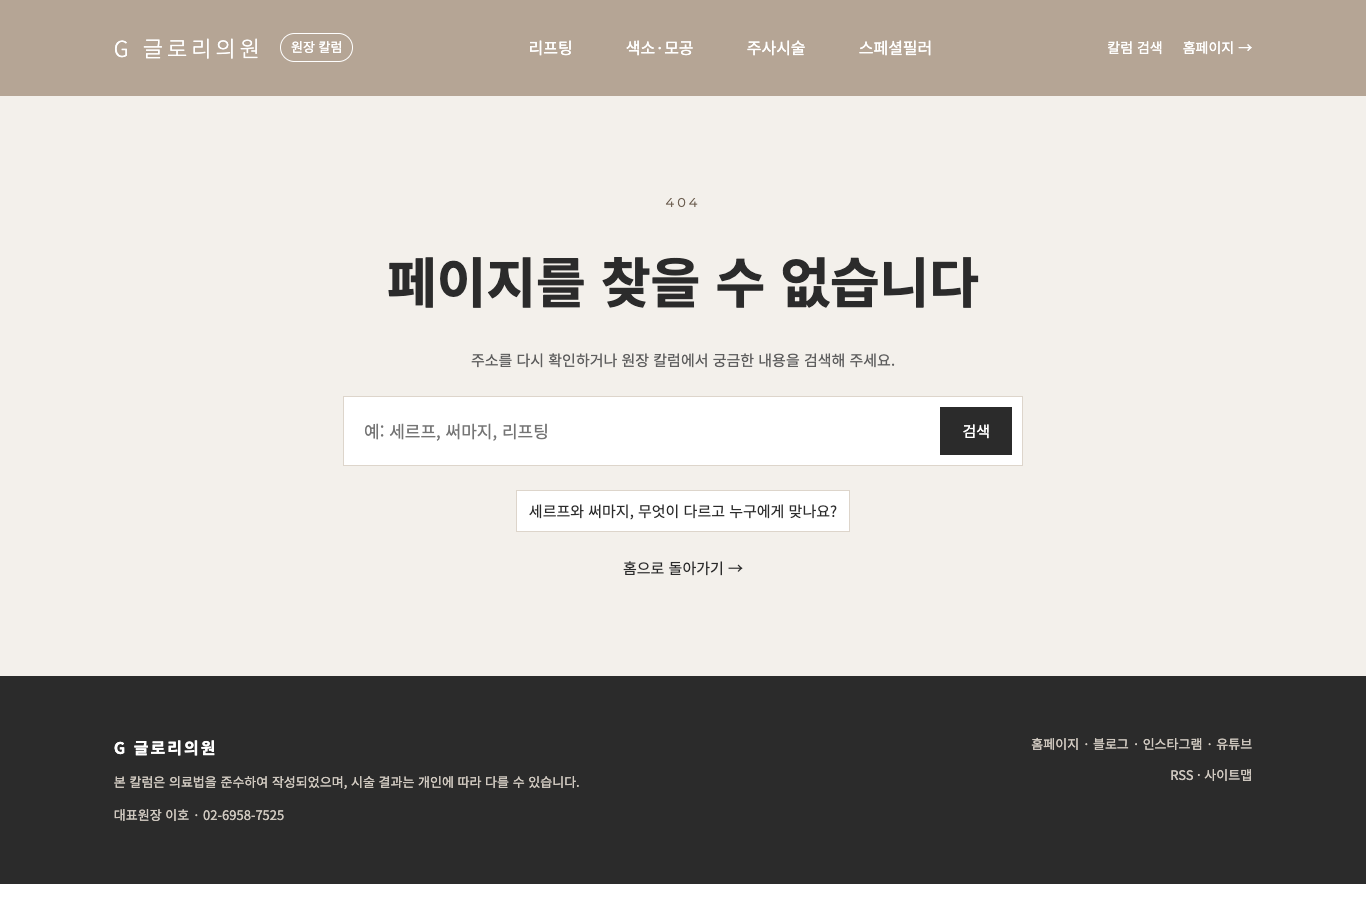 G 글로리의원 원장 칼럼 리프팅 색소·모공 주사시술 스페셜필러 칼럼 검색 홈페이지 →
404
페이지를 찾을 수 없습니다
주소를 다시 확인하거나 원장 칼럼에서 궁금한 내용을 검색해 주세요.
예: 세르프, 써마지, 리프팅 검색
세르프와 써마지, 무엇이 다르고 누구에게 맞나요?
홈으로 돌아가기 →
G 글로리의원
본 칼럼은 의료법을 준수하여 작성되었으며, 시술 결과는 개인에 따라 다를 수 있습니다.
대표원장 이호 · 02-6958-7525
홈페이지 · 블로그 · 인스타그램 · 유튜브
RSS · 사이트맵